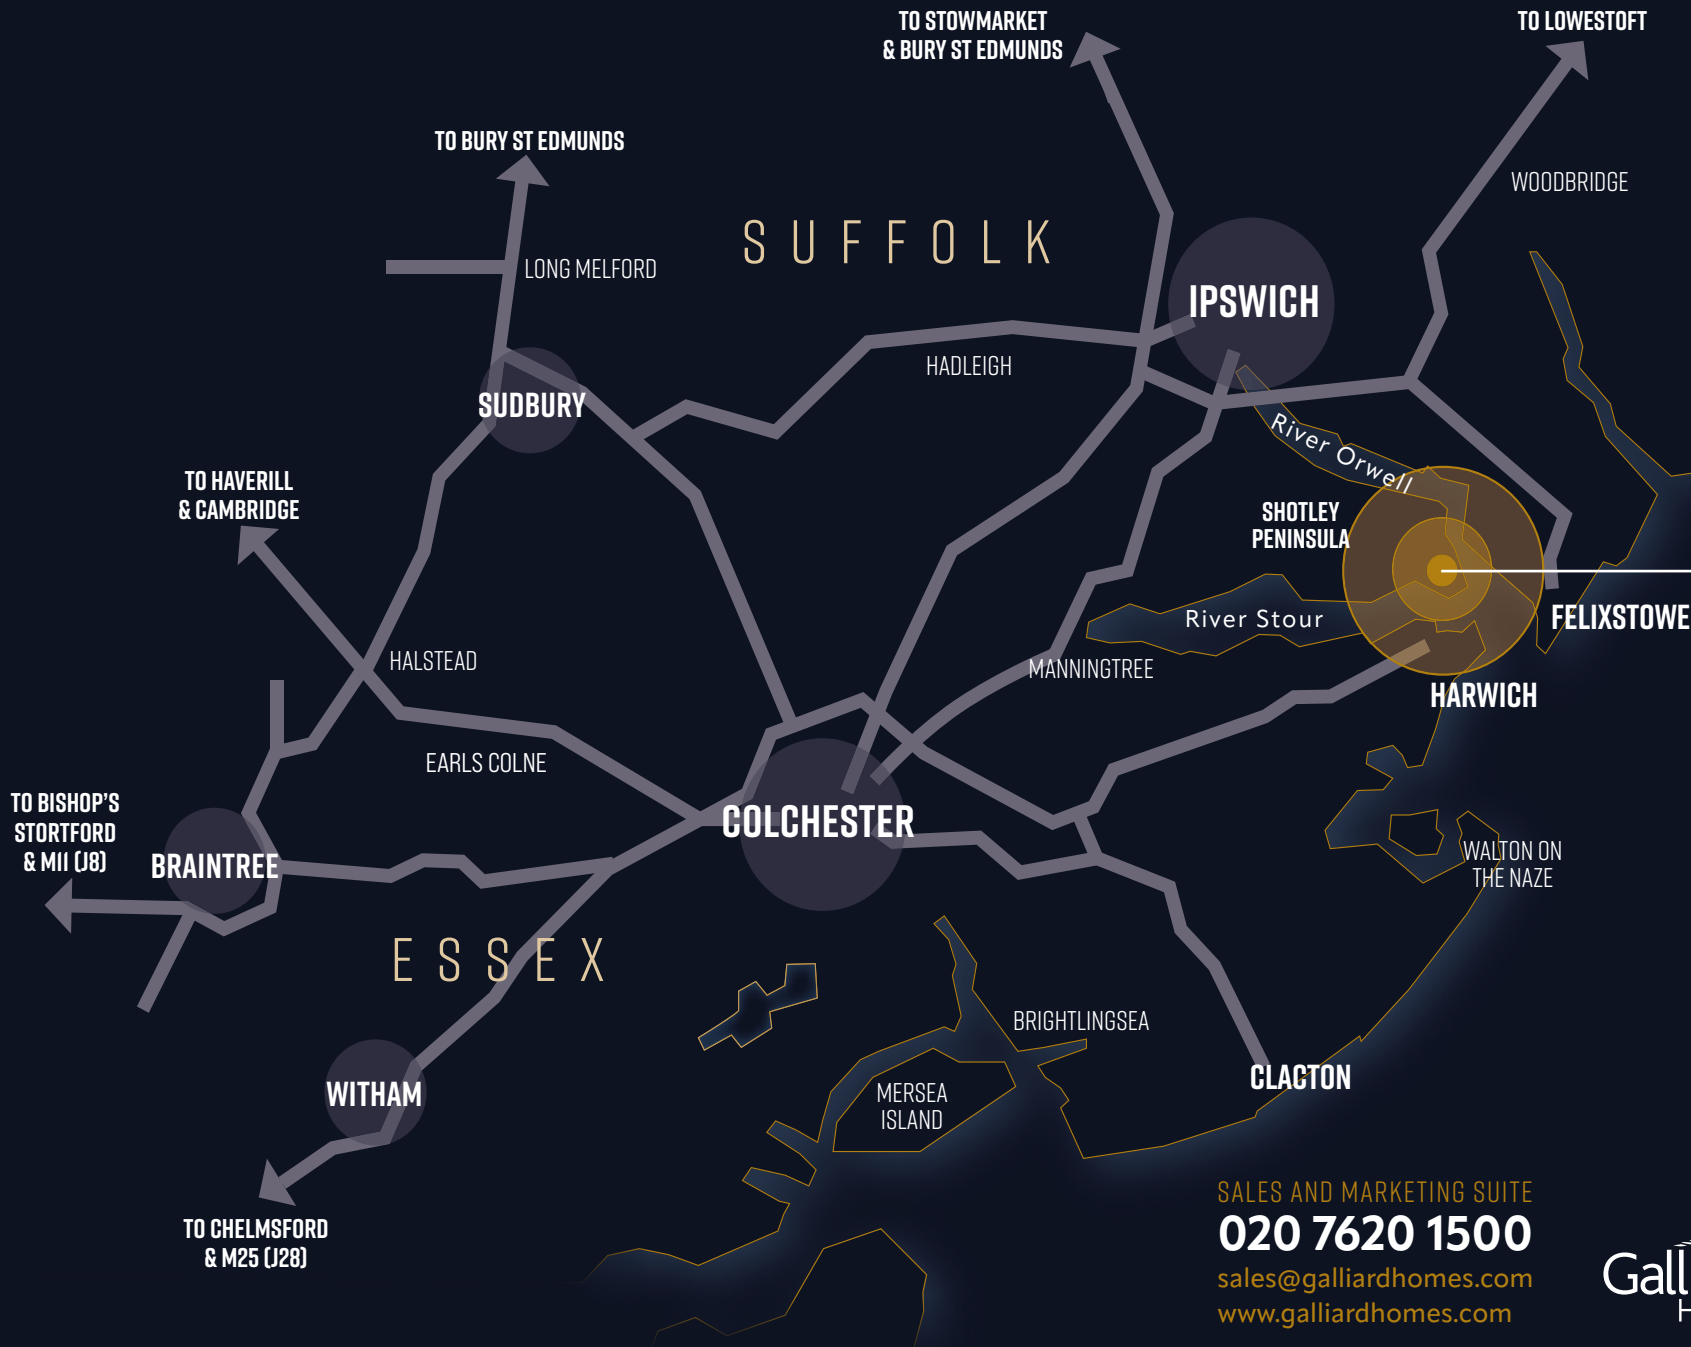 TO STOWMARKET
& BURY ST EDMUNDS
TO LOWESTOFT
TO BURY ST EDMUNDS
WOODBRIDGE
SUFFOLK
LONG MELFORD
IPSWICH
HADLEIGH
SUDBURY
River Orwell
TO HAVERILL
& CAMBRIDGE
SHOTLEY
PENINSULA
River Stour
FELIXSTOWE
HALSTEAD
MANNINGTREE
HARWICH
EARLS COLNE
TO BISHOP'S
STORTFORD
& M11 (J8)
COLCHESTER
BRAINTREE
WALTON ON
THE NAZE
ESSEX
BRIGHTLINGSEA
CLACTON
MERSEA
ISLAND
WITHAM
TO CHELMSFORD
& M25 (J28)
SALES AND MARKETING SUITE
020 7620 1500
sales@galliardhomes.com
www.galliardhomes.com
Gall
H